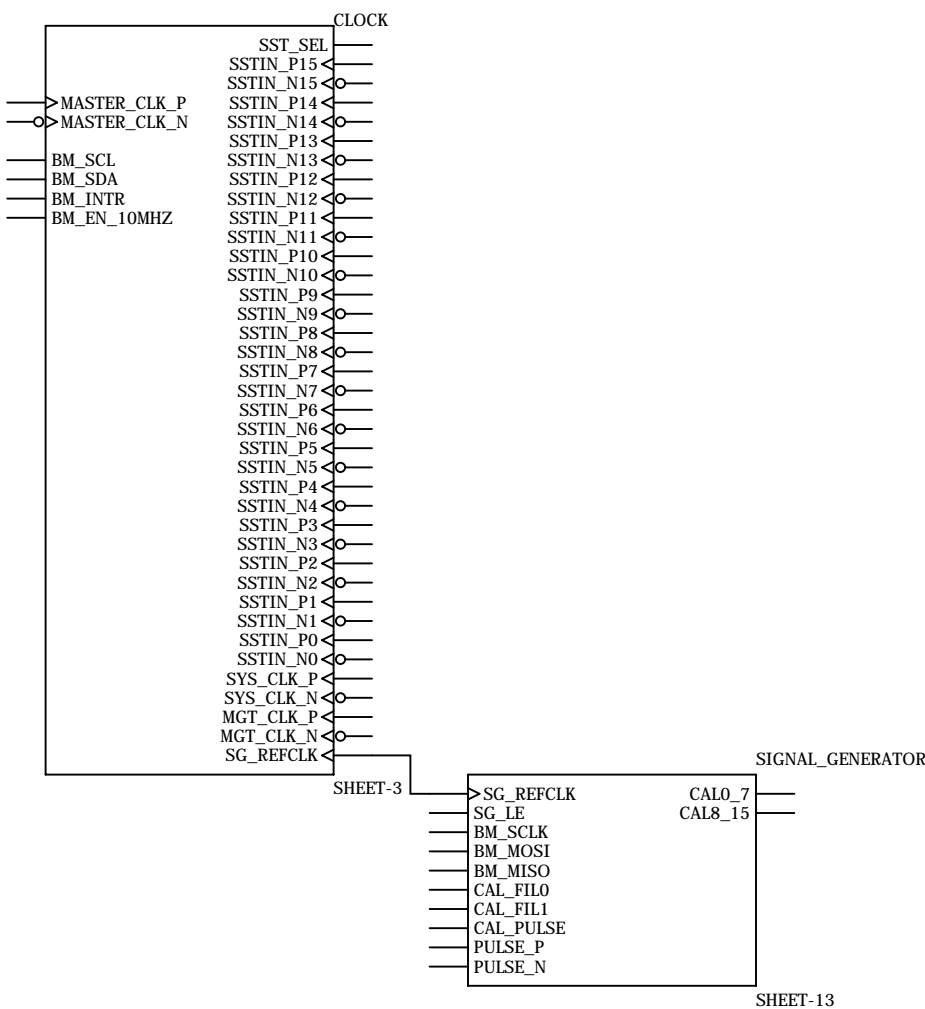 CLOCK
SST_SEL
SSTIN_P15
SSTIN_N15
MASTER_CLK_P SSTIN_P14
MASTER_CLK_N SSTIN_N14
SSTIN_P13
BM_SCL SSTIN_N13
BM_SDA SSTIN_P12
BM_INTR SSTIN_N12
BM_EN_10MHZ SSTIN_P11
SSTIN_N11
SSTIN_P10
SSTIN_N10
SSTIN_P9
SSTIN_N9
SSTIN_P8
SSTIN_N8
SSTIN_P7
SSTIN_N7
SSTIN_P6
SSTIN_N6
SSTIN_P5
SSTIN_N5
SSTIN_P4
SSTIN_N4
SSTIN_P3
SSTIN_N3
SSTIN_P2
SSTIN_N2
SSTIN_P1
SSTIN_N1
SSTIN_P0
SSTIN_N0
SYS_CLK_P
SYS_CLK_N
MGT_CLK_P
MGT_CLK_N
SG_REFCLK
SHEET-3
SIGNAL_GENERATOR
SG_REFCLK CAL0_7
SG_LE CAL8_15
BM_SCLK
BM_MOSI
BM_MISO
CAL_FIL0
CAL_FIL1
CAL_PULSE
PULSE_P
PULSE_N
SHEET-13